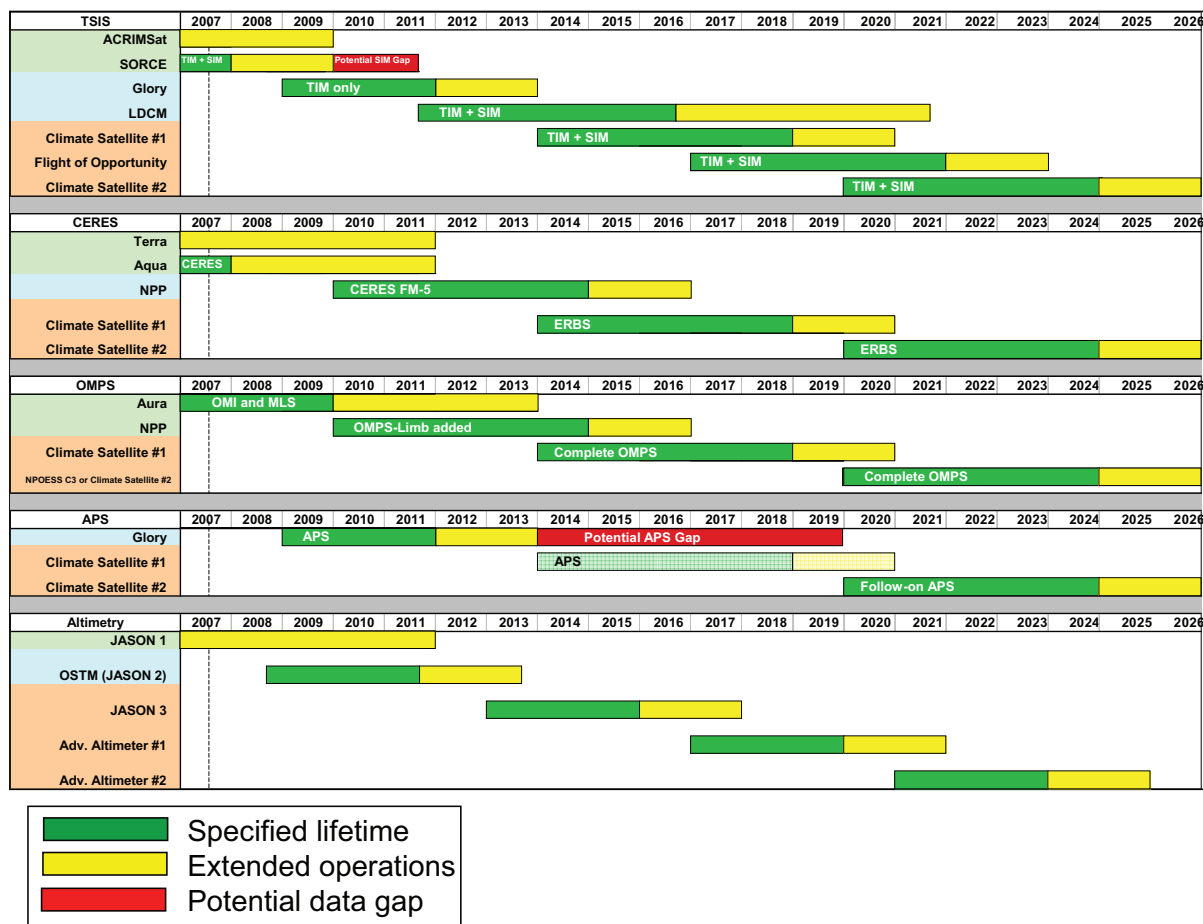 TSIS 2007 2008 2009 2010 2011 2012 2013 2014 2015 2016 2017 2018 2019 2020 2021 2022 2023 2024 2025 2026
ACRIMSat
SORCE TIM + SIM Potential SIM Gap
Glory TIM only
LDCM TIM + SIM
Climate Satellite #1 TIM + SIM
Flight of Opportunity TIM + SIM
Climate Satellite #2 TIM + SIM
CERES 2007 2008 2009 2010 2011 2012 2013 2014 2015 2016 2017 2018 2019 2020 2021 2022 2023 2024 2025 2026
Terra
Aqua CERES
NPP CERES FM-5
Climate Satellite #1 ERBS
Climate Satellite #2 ERBS
OMPS 2007 2008 2009 2010 2011 2012 2013 2014 2015 2016 2017 2018 2019 2020 2021 2022 2023 2024 2025 2026
Aura OMI and MLS
NPP OMPS-Limb added
Climate Satellite #1 Complete OMPS
NPOESS C3 or Climate Satellite #2 Complete OMPS
APS 2007 2008 2009 2010 2011 2012 2013 2014 2015 2016 2017 2018 2019 2020 2021 2022 2023 2024 2025 2026
Glory APS Potential APS Gap
Climate Satellite #1 APS
Climate Satellite #2 Follow-on APS
Altimetry 2007 2008 2009 2010 2011 2012 2013 2014 2015 2016 2017 2018 2019 2020 2021 2022 2023 2024 2025 2026
JASON 1
OSTM (JASON 2)
JASON 3
Adv. Altimeter #1
Adv. Altimeter #2
Specified lifetime
Extended operations
Potential data gap